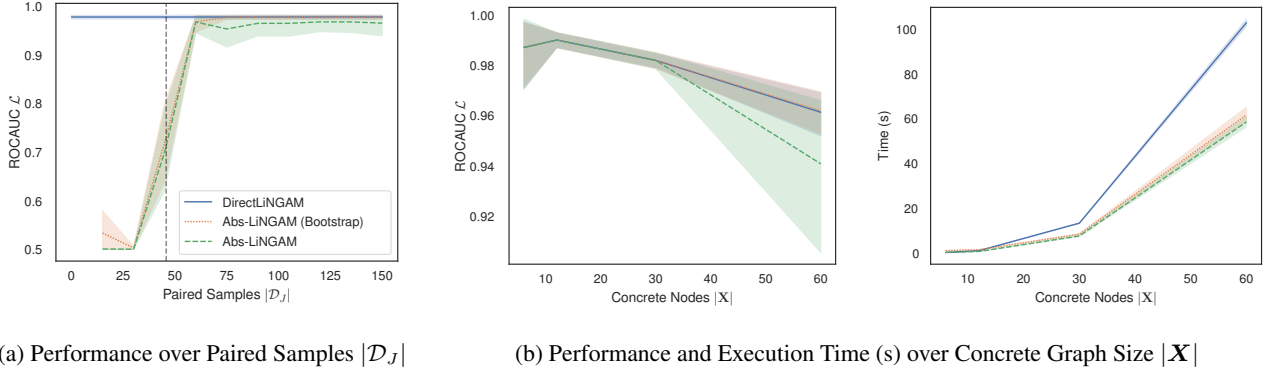 1.0
0.9
0.8
0.7
0.6
0.5
ROCAUC ℒ
0 25 50 75 100 125 150
Paired Samples |𝒟_J|
DirectLiNGAM
Abs-LiNGAM (Bootstrap)
Abs-LiNGAM
1.00
0.98
0.96
0.94
0.92
ROCAUC ℒ
10 20 30 40 50 60
Concrete Nodes |X|
100
80
60
40
20
0
Time (s)
10 20 30 40 50 60
Concrete Nodes |X|
(a) Performance over Paired Samples |𝒟_J|
(b) Performance and Execution Time (s) over Concrete Graph Size |X|